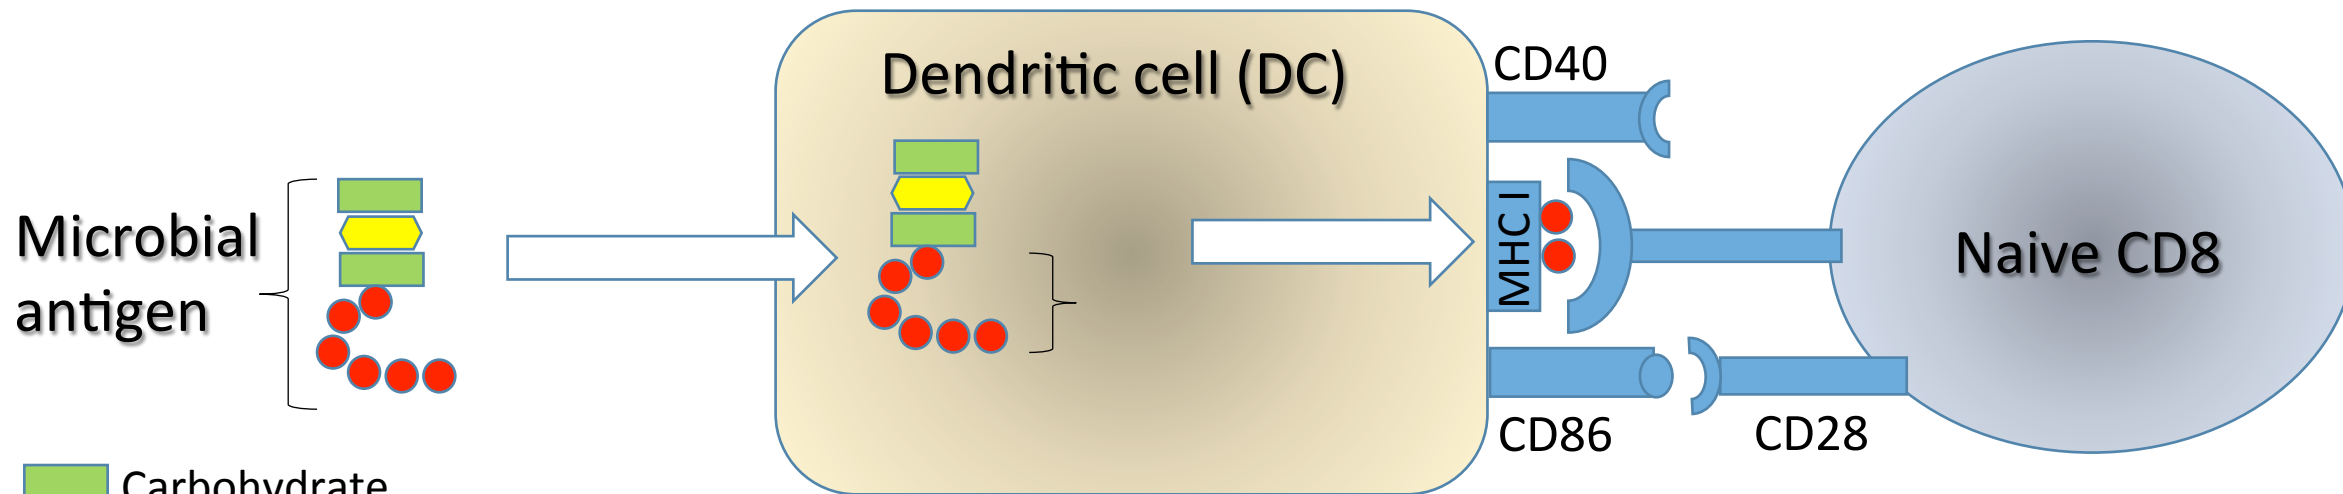 Dendritic cell (DC)
CD40
Microbial
antigen
MHC I
Naive CD8
CD86
CD28
Carbohydrate